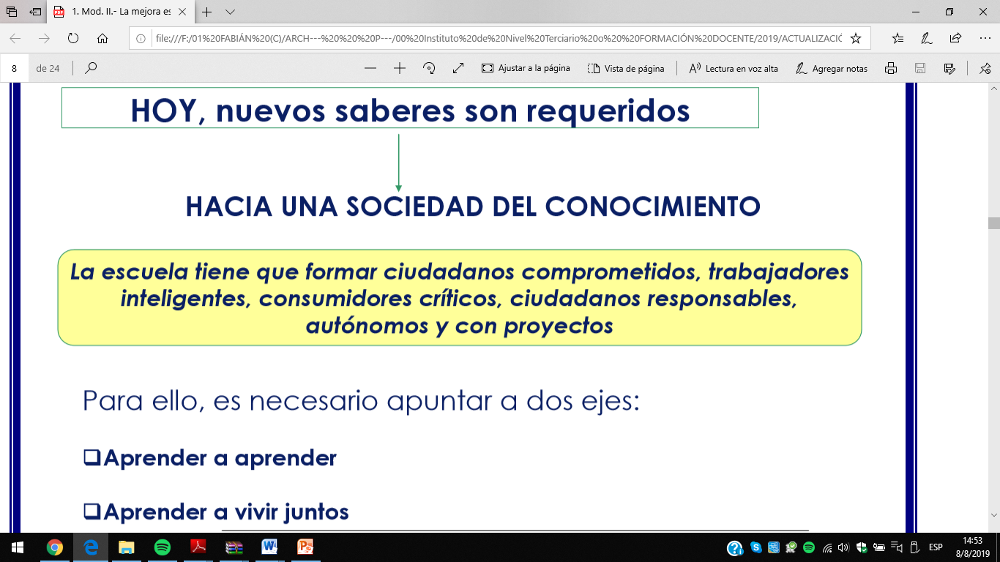 1. Mod. II.- La mejora es
file:///F:/01%20FABIÁN%20(C)/ARCH---%20%20%20P---/00%20Instituto%20de%20Nivel%20Terciario%20o%20%20FORMACIÓN%20DOCENTE/2019/ACTUALIZACIÓ
8 de 24
Ajustar a la página
Vista de página
Lectura en voz alta
Agregar notas
HOY, nuevos saberes son requeridos
HACIA UNA SOCIEDAD DEL CONOCIMIENTO
La escuela tiene que formar ciudadanos comprometidos, trabajadores
inteligentes, consumidores críticos, ciudadanos responsables,
autónomos y con proyectos
Para ello, es necesario apuntar a dos ejes:
Aprender a aprender
Aprender a vivir juntos
ESP
14:53
8/8/2019